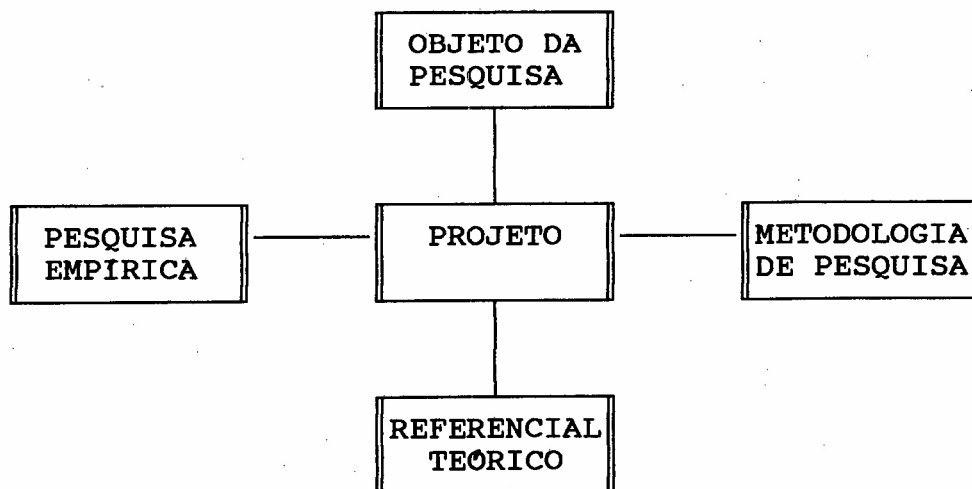 OBJETO DA
PESQUISA
PESQUISA
EMPÍRICA
PROJETO
METODOLOGIA
DE PESQUISA
REFERENCIAL
TEÓRICO